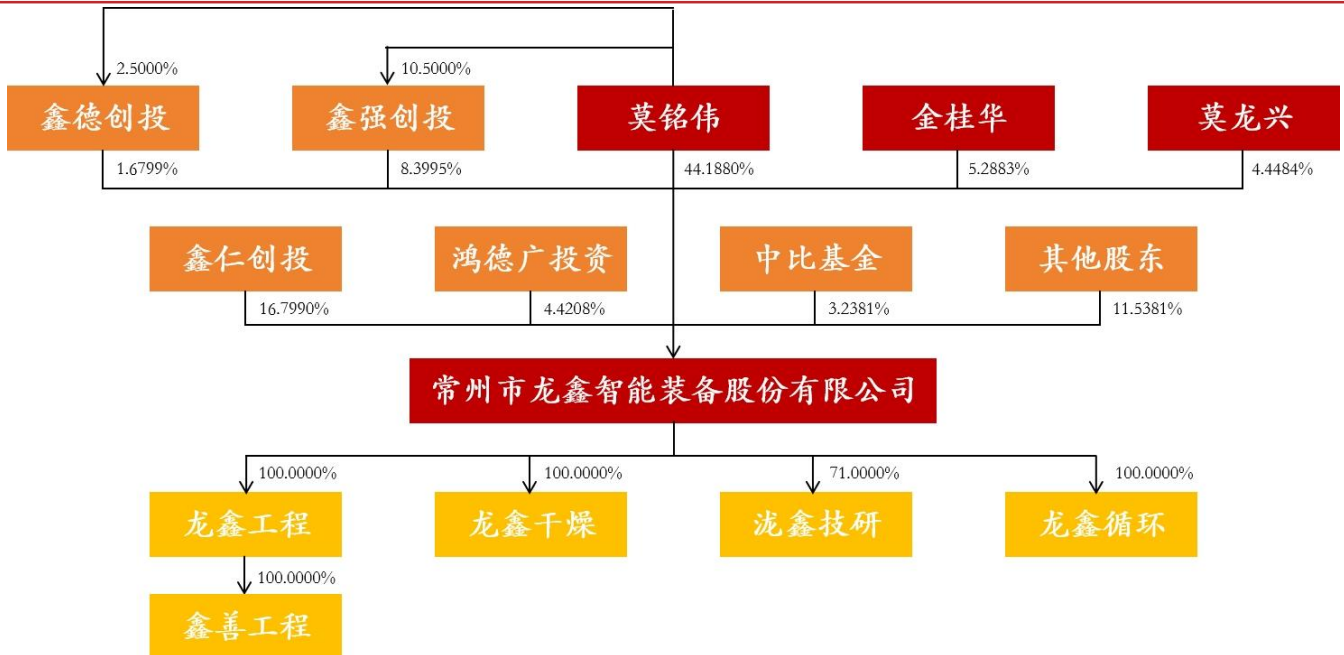 2.5000%
10.5000%
鑫德创投
鑫强创投
莫铭伟
金桂华
莫龙兴
1.6799%
8.3995%
44.1880%
5.2883%
4.4484%
鑫仁创投
鸿德广投资
中比基金
其他股东
16.7990%
4.4208%
3.2381%
11.5381%
常州市龙鑫智能装备股份有限公司
100.0000%
100.0000%
71.0000%
100.0000%
龙鑫工程
龙鑫干燥
泷鑫技研
龙鑫循环
100.0000%
鑫善工程